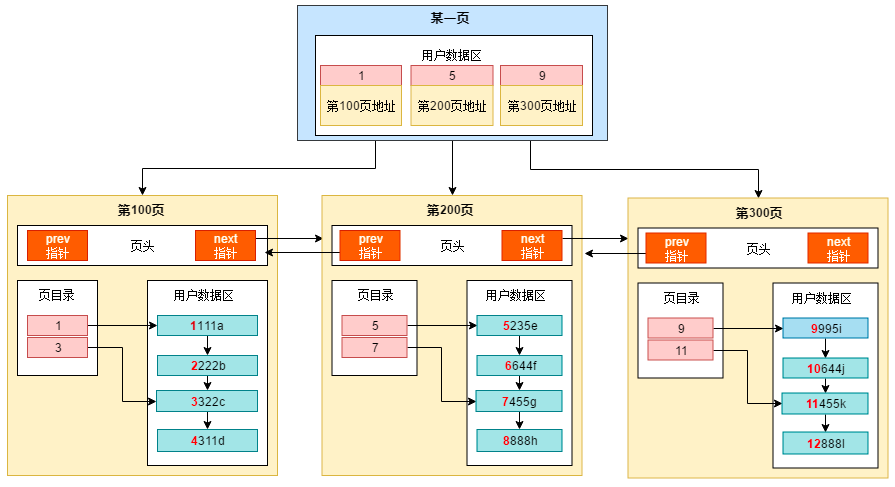 某一页
用户数据区
1
5
9
第100页地址
第200页地址
第300页地址
第100页
prev
指针
页头
next
指针
页目录
1
3
用户数据区
1111a
2222b
3322c
4311d
第200页
prev
指针
页头
next
指针
页目录
5
7
用户数据区
5235e
6644f
7455g
8888h
第300页
prev
指针
页头
next
指针
页目录
9
11
用户数据区
9995i
10644j
11455k
12888l